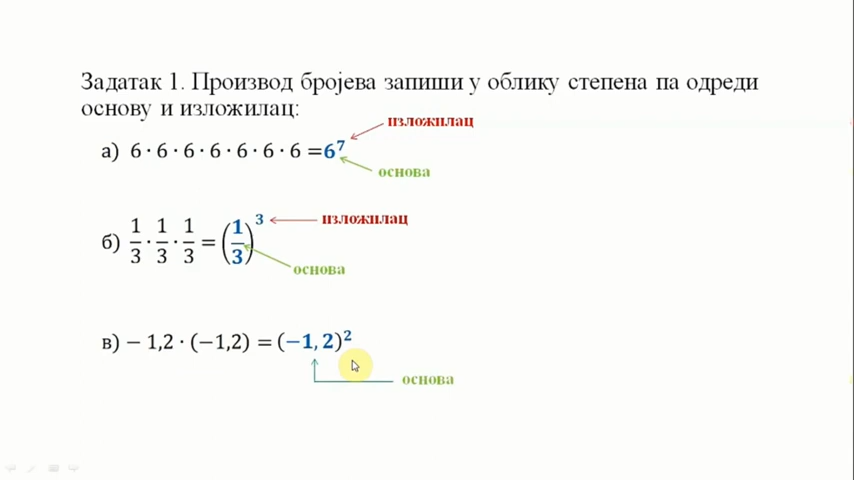 Задатак 1. Производ бројева запиши у облику степена па одреди
основу и изложилац:
изложилац
а) 6 · 6 · 6 · 6 · 6 · 6 · 6 = 6⁷
основа
б) 1/3 · 1/3 · 1/3 = (1/3)³
изложилац
основа
в) − 1,2 · (−1,2) = (−1,2)²
основа